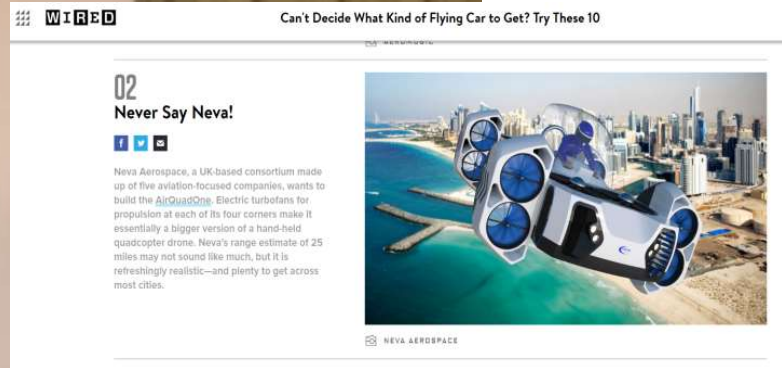 WIRED
Can't Decide What Kind of Flying Car to Get? Try These 10
02
Never Say Neva!
Neva Aerospace, a UK-based consortium made
up of five aviation-focused companies, wants to
build the AirQuadOne. Electric turbofans for
propulsion at each of its four corners make it
essentially a bigger version of a hand-held
quadcopter drone. Neva's range estimate of 25
miles may not sound like much, but it is
refreshingly realistic—and plenty to get across
most cities.
NEVA AEROSPACE